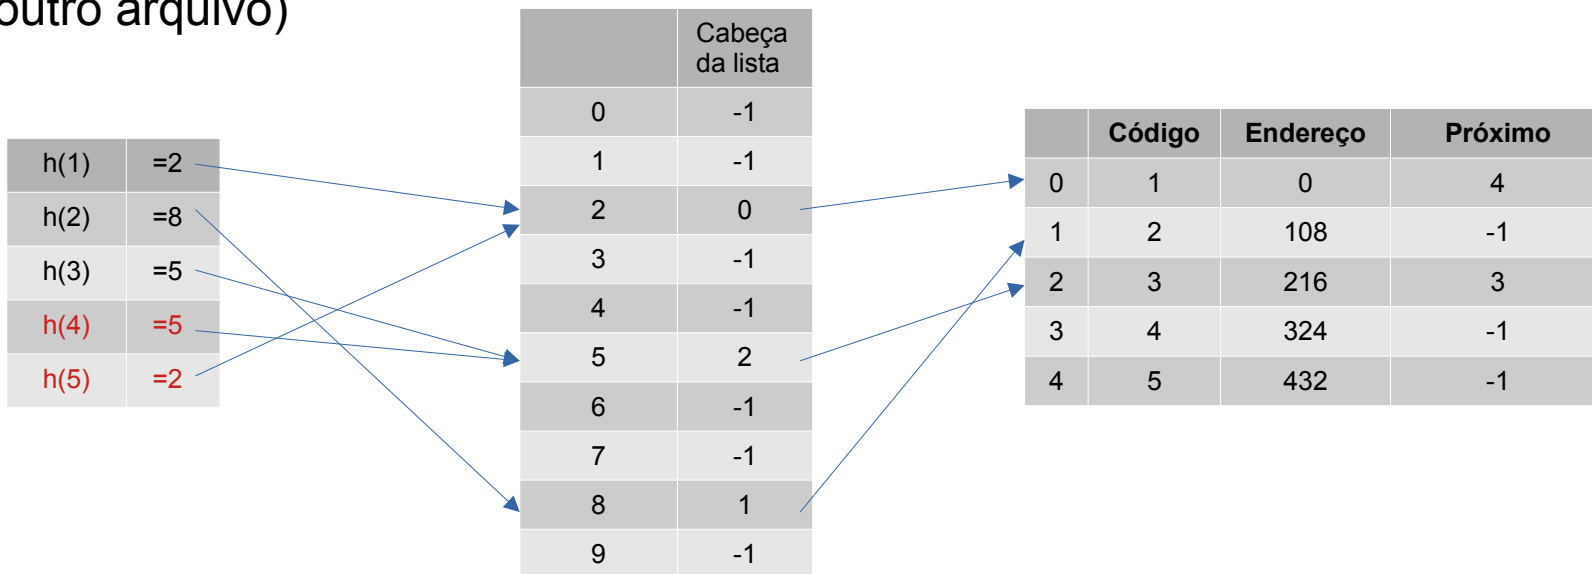 outro arquivo)
h(1) =2
h(2) =8
h(3) =5
h(4) =5
h(5) =2
Cabeça
da lista
0 -1
1 -1
2 0
3 -1
4 -1
5 2
6 -1
7 -1
8 1
9 -1
Código Endereço Próximo
0 1 0 4
1 2 108 -1
2 3 216 3
3 4 324 -1
4 5 432 -1